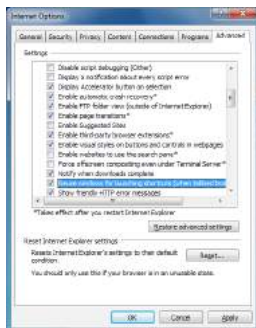 Internet Options
General Security Privacy Content Connections Programs Advanced
Settings
Disable script debugging (Other)
Display a notification about every script error
Display Accelerator button on selection
Enable automatic crash recovery*
Enable FTP folder view (outside of Internet Explorer)
Enable page transitions*
Enable Suggested Sites
Enable third-party browser extensions*
Enable visual styles on buttons and controls in webpages
Enable websites to use the search pane*
Force offscreen compositing even under Terminal Server*
Notify when downloads complete
Reuse windows for launching shortcuts (when tabbed brow
Show friendly HTTP error messages
*Takes effect after you restart Internet Explorer
Restore advanced settings
Reset Internet Explorer settings
Resets Internet Explorer's settings to their default
condition.
Reset...
You should only use this if your browser is in an unusable state.
OK Cancel Apply